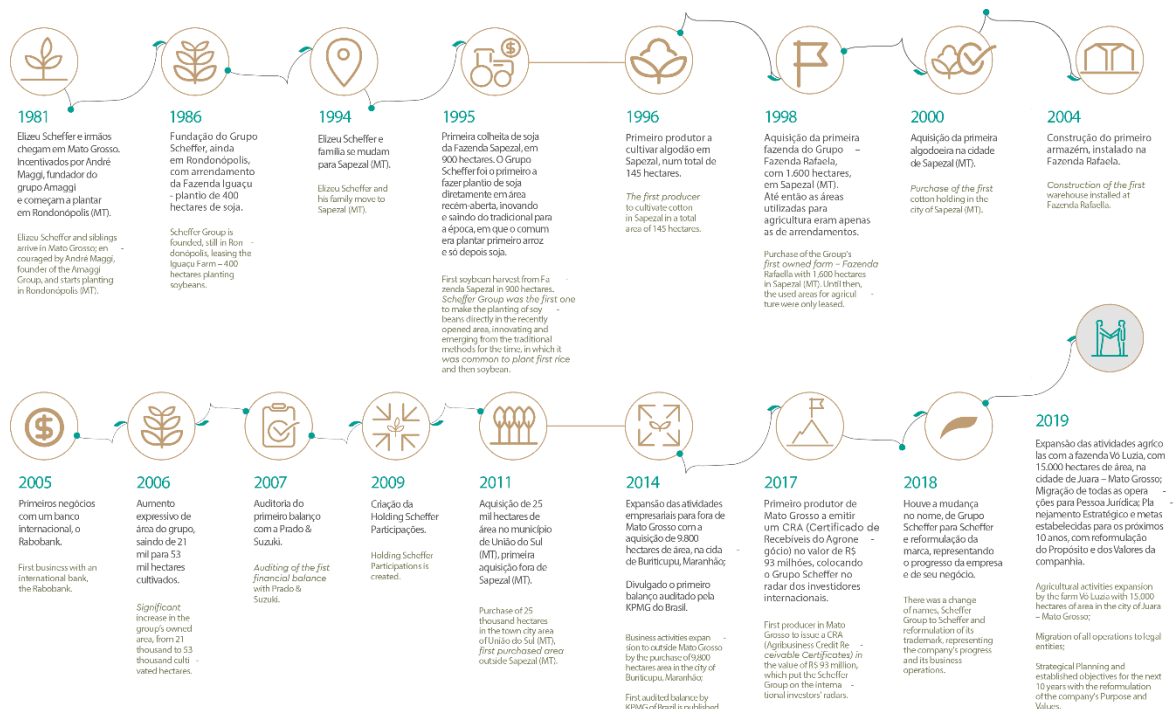 1981
Elizeu Scheffer e irmãos
chegam em Mato Grosso.
Incentivados por André
Maggi, fundador do
grupo Amaggi
e começam a plantar
em Rondonópolis (MT).
Elizeu Scheffer and siblings
arrive in Mato Grosso; en -
couraged by André Maggi,
founder of the Amaggi
Group, and starts planting
in Rondonópolis (MT).
1986
Fundação do Grupo
Scheffer, ainda
em Rondonópolis,
com arrendamento
da Fazenda Iguaçu
- plantio de 400
hectares de soja.
Scheffer Group is
founded, still in Ron -
donópolis, leasing the
Iguaçu Farm – 400
hectares planting
soybeans.
1994
Elizeu Scheffer e
família se mudam
para Sapezal (MT).
Elizeu Scheffer and
his family move to
Sapezal (MT).
1995
Primeira colheita de soja
da Fazenda Sapezal, em
900 hectares. O Grupo
Scheffer foi o primeiro a
fazer plantio de soja
diretamente em área
recém-aberta, inovando
e saindo do tradicional para
a época, em que o comum
era plantar primeiro arroz
e só depois soja.
First soybean harvest from Fa -
zenda Sapezal in 900 hectares.
Scheffer Group was the first one
to make the planting of soy -
beans directly in the recently
opened area, innovating and
emerging from the traditional
methods for the time, in which it
was common to plant first rice
and then soybean.
1996
Primeiro produtor a
cultivar algodão em
Sapezal, num total de
145 hectares.
The first producer
to cultivate cotton
in Sapezal in a total
area of 145 hectares.
1998
Aquisição da primeira
fazenda do Grupo –
Fazenda Rafaela,
com 1.600 hectares,
em Sapezal (MT).
Até então as áreas
utilizadas para
agricultura eram apenas
as de arrendamentos.
Purchase of the Group's
first owned form – Fazenda
Rafaella with 1,600 hectares
in Sapezal (MT). Until then,
the used areas for agricul -
ture were only leased.
2000
Aquisição da primeira
algodoeira na cidade
de Sapezal (MT).
Purchase of the first
cotton holding in the
city of Sapezal (MT).
2004
Construção do primeiro
armazém, instalado na
Fazenda Rafaela.
Construction of the first
warehouse installed at
Fazenda Rafaella.
2005
Primeiros negócios
com um banco
internacional, o
Rabobank.
First business with an
international bank,
the Rabobank.
2006
Aumento
expressivo de
área do grupo,
saindo de 21
mil para 53
mil hectares
cultivados.
Significant
increase in the
group's owned
area, from 21
thousand to 53
thousand culti -
vated hectares.
2007
Auditoria do
primeiro balanço
com a Prado &
Suzuki.
Auditing of the fist
financial balance
with Prado &
Suzuki.
2009
Criação da
Holding Scheffer
Participações.
Holding Scheffer
Participations is
created.
2011
Aquisição de 25
mil hectares de
área no município
de União do Sul
(MT), primeira
aquisição fora de
Sapezal (MT).
Purchase of 25
thousand hectares
in the town city area
of União do Sul (MT),
first purchased area
outside Sapezal (MT).
2014
Expansão das atividades
empresariais para fora de
Mato Grosso com a
aquisição de 9.800
hectares de área, na cida -
de Buriticupu, Maranhão;
Divulgado o primeiro
balanço auditado pela
KPMG do Brasil.
Business activities expan -
sion to outside Mato Grosso
by the purchase of 9,800
hectares area in the city of
Buriticupu, Maranhão;
First audited balance by
KPMG of Brazil is published
2017
Primeiro produtor de
Mato Grosso a emitir
um CRA (Certificado de
Recebíveis do Agrone -
gócio) no valor de R$
93 milhões, colocando
o Grupo Scheffer no
radar dos investidores
internacionais.
First producer in Mato
Grosso to issue a CRA
(Agribusiness Credit Re -
ceivable Certificates) in
the value of R$ 93 million,
which put the Scheffer
Group on the interna -
tional investors' radars.
2018
Houve a mudança
no nome, de Grupo
Scheffer para Scheffer
e reformulação da
marca, representando
o progresso da empresa
e de seu negócio.
There was a change
of names, Scheffer
Group to Scheffer and
reformulation of its
trademark, representing
the company's progress
and its business
operations.
2019
Expansão das atividades agríco
las com a fazenda Vó Luzia, com
15.000 hectares de área, na
cidade de Juara – Mato Grosso;
Migração de todas as opera -
ções para Pessoa Jurídica; Pla -
nejamento Estratégico e metas
estabelecidas para os próximos
10 anos, com reformulação
do Propósito e dos Valores da
companhia.
Agricultural activities expansion
by the farm Vó Luzia with 15,000
hectares of area in the city of Juara
– Mato Grosso;
Migration of all operations to legal
entities;
Strategical Planning and
established objectives for the next
10 years with the reformulation
of the company's Purpose and
Values.